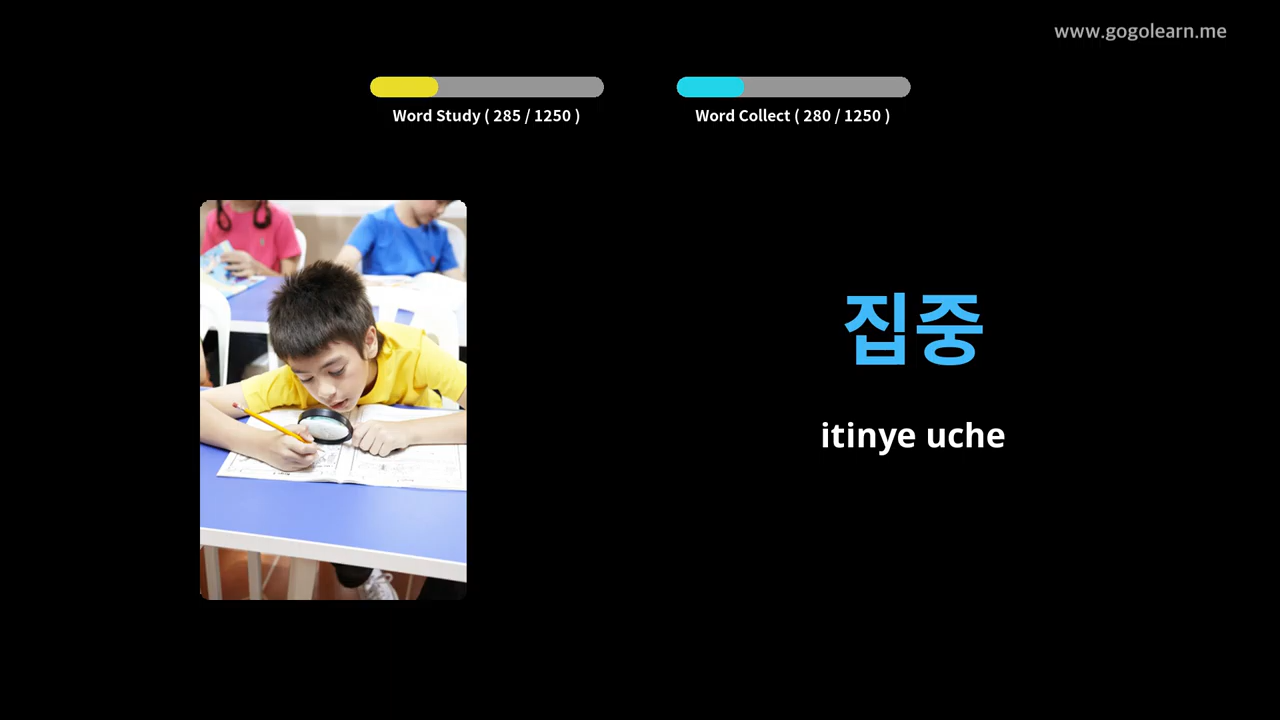 www.gogolearn.me
Word Study ( 285 / 1250 )
Word Collect ( 280 / 1250 )
집중
itinye uche